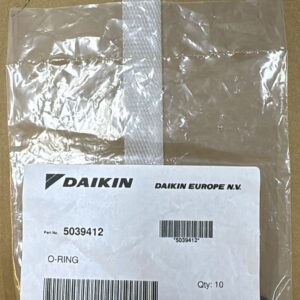 DAIKIN DAIKIN EUROPE N.V.
Part No. 5039412
*5039412*
O-RING
Qty: 10